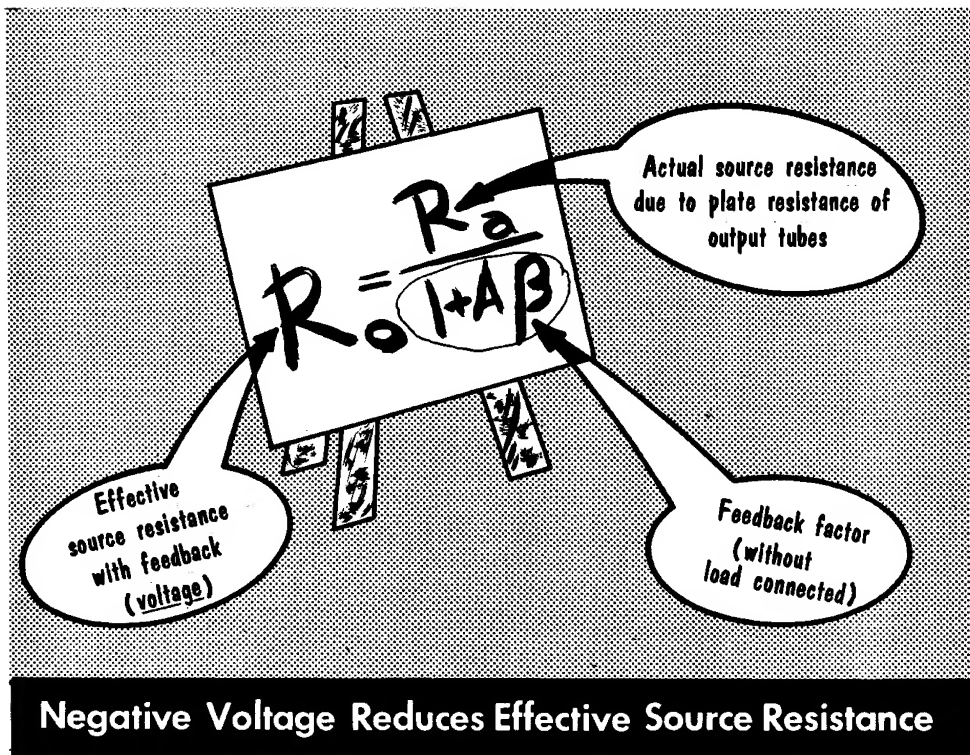 Actual source resistance
due to plate resistance of
output tubes
Ra
Ro = 
1+Aβ
Effective
source resistance
with feedback
(voltage)
Feedback factor
(without
load connected)
Negative Voltage Reduces Effective Source Resistance